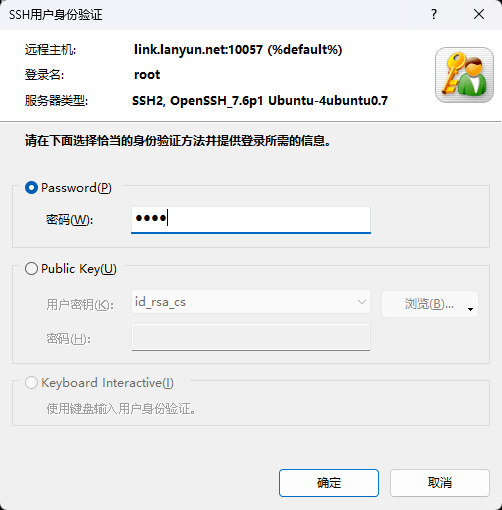 SSH用户身份验证
远程主机: link.lanyun.net:10057 (%default%)
登录名: root
服务器类型: SSH2, OpenSSH_7.6p1 Ubuntu-4ubuntu0.7
请在下面选择恰当的身份验证方法并提供登录所需的信息。
Password(P)
密码(W): ●●●●
Public Key(U)
用户密钥(K): id_rsa_cs 浏览(B)...
密码(H):
Keyboard Interactive(I)
使用键盘输入用户身份验证。
确定 取消